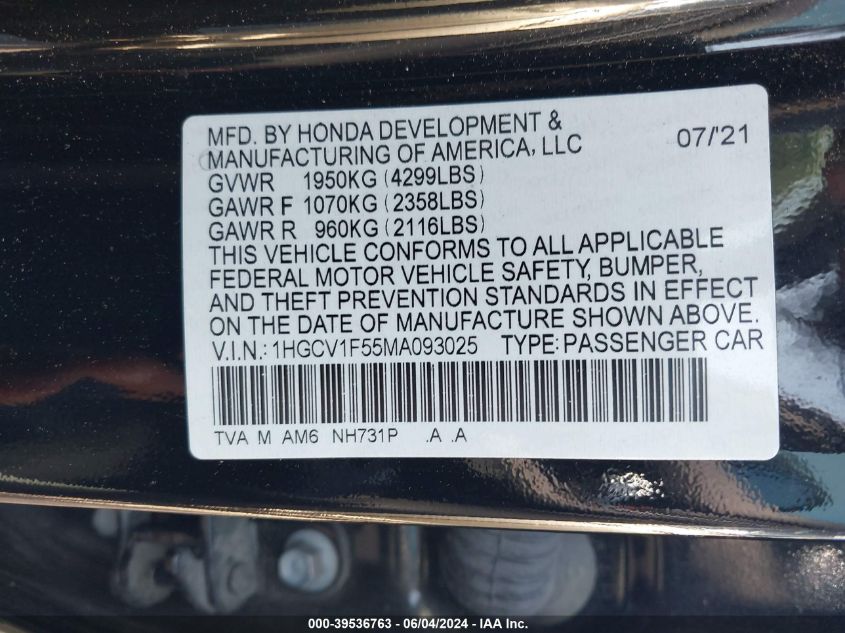 MFD. BY HONDA DEVELOPMENT &
MANUFACTURING OF AMERICA, LLC 07/'21
GVWR 1950KG (4299LBS)
GAWR F 1070KG (2358LBS)
GAWR R 960KG (2116LBS)
THIS VEHICLE CONFORMS TO ALL APPLICABLE
FEDERAL MOTOR VEHICLE SAFETY, BUMPER,
AND THEFT PREVENTION STANDARDS IN EFFECT
ON THE DATE OF MANUFACTURE SHOWN ABOVE.
V.I.N.: 1HGCV1F55MA093025 TYPE: PASSENGER CAR
TVA M AM6 NH731P .A .A
000-39536763 - 06/04/2024 - IAA Inc.